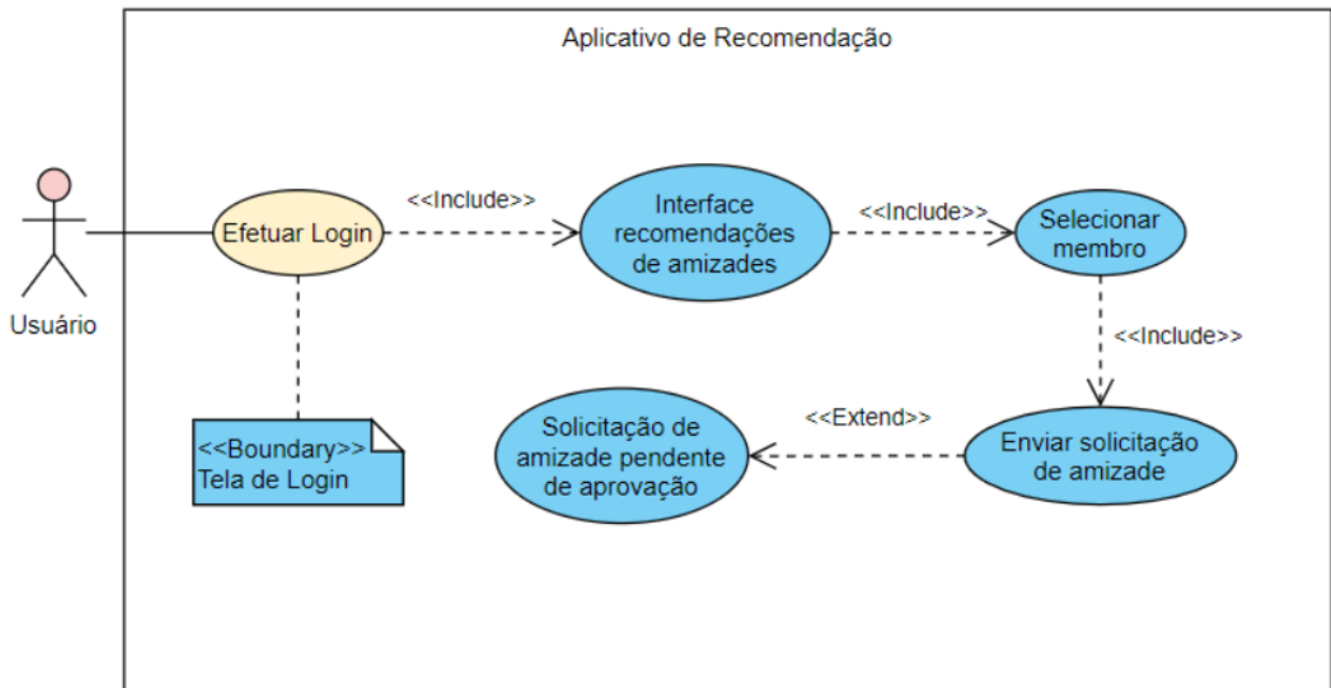 Aplicativo de Recomendação
Usuário
Efetuar Login
<<Include>>
Interface
recomendações
de amizades
<<Include>>
Selecionar
membro
<<Include>>
<<Boundary>>
Tela de Login
Solicitação de
amizade pendente
de aprovação
<<Extend>>
Enviar solicitação
de amizade